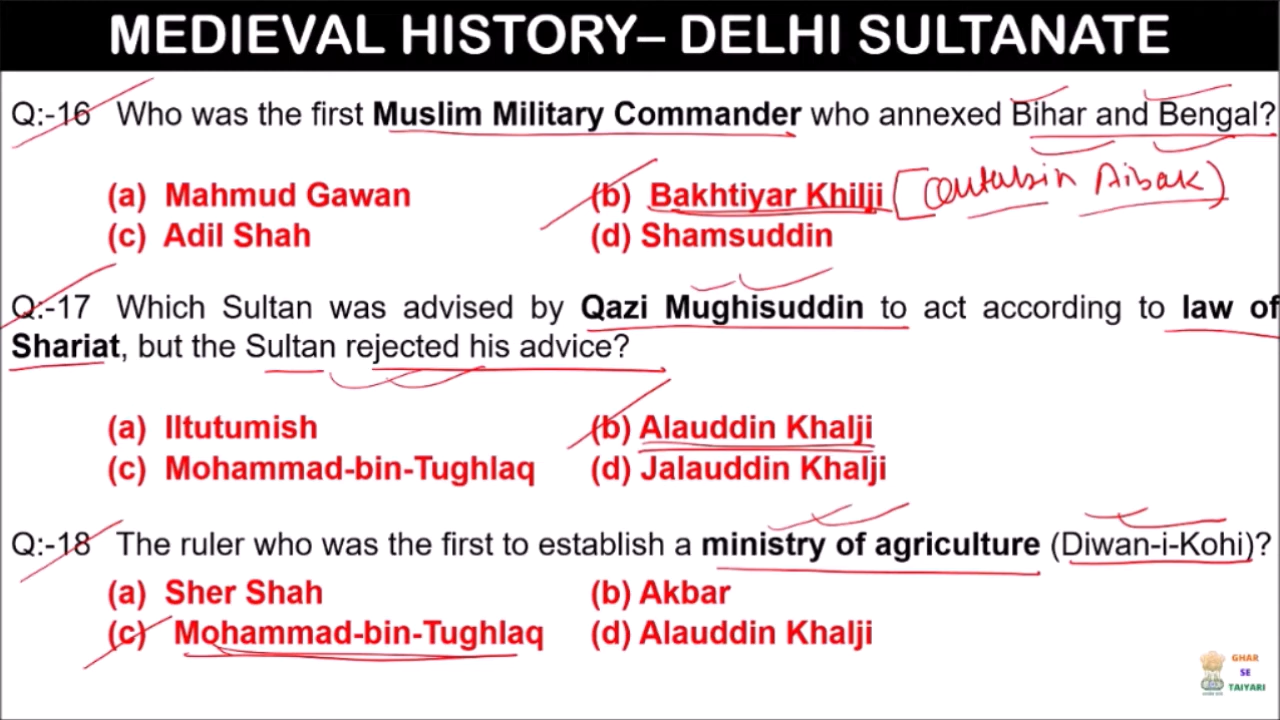 MEDIEVAL HISTORY– DELHI SULTANATE
Q:-16 Who was the first Muslim Military Commander who annexed Bihar and Bengal?
(a) Mahmud Gawan (b) Bakhtiyar Khilji [Qutubin Aibak)
(c) Adil Shah (d) Shamsuddin
Q:-17 Which Sultan was advised by Qazi Mughisuddin to act according to law of
Shariat, but the Sultan rejected his advice?
(a) Iltutumish (b) Alauddin Khalji
(c) Mohammad-bin-Tughlaq (d) Jalauddin Khalji
Q:-18 The ruler who was the first to establish a ministry of agriculture (Diwan-i-Kohi)?
(a) Sher Shah (b) Akbar
(c) Mohammad-bin-Tughlaq (d) Alauddin Khalji
GHAR
SE
TAIYARI